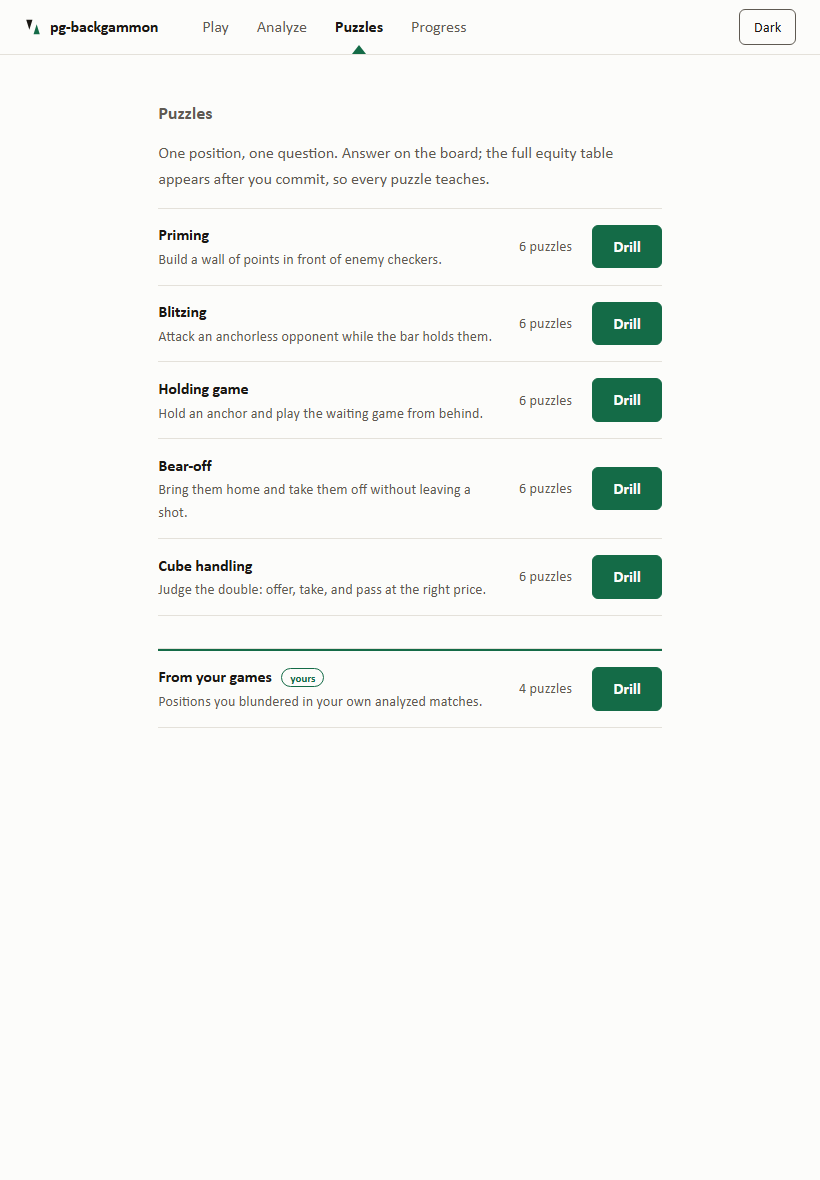 pg-backgammon Play Analyze Puzzles Progress Dark
Puzzles
One position, one question. Answer on the board; the full equity table
appears after you commit, so every puzzle teaches.
Priming
Build a wall of points in front of enemy checkers.
6 puzzles
Drill
Blitzing
Attack an anchorless opponent while the bar holds them.
6 puzzles
Drill
Holding game
Hold an anchor and play the waiting game from behind.
6 puzzles
Drill
Bear-off
Bring them home and take them off without leaving a
shot.
6 puzzles
Drill
Cube handling
Judge the double: offer, take, and pass at the right price.
6 puzzles
Drill
From your games yours
Positions you blundered in your own analyzed matches.
4 puzzles
Drill